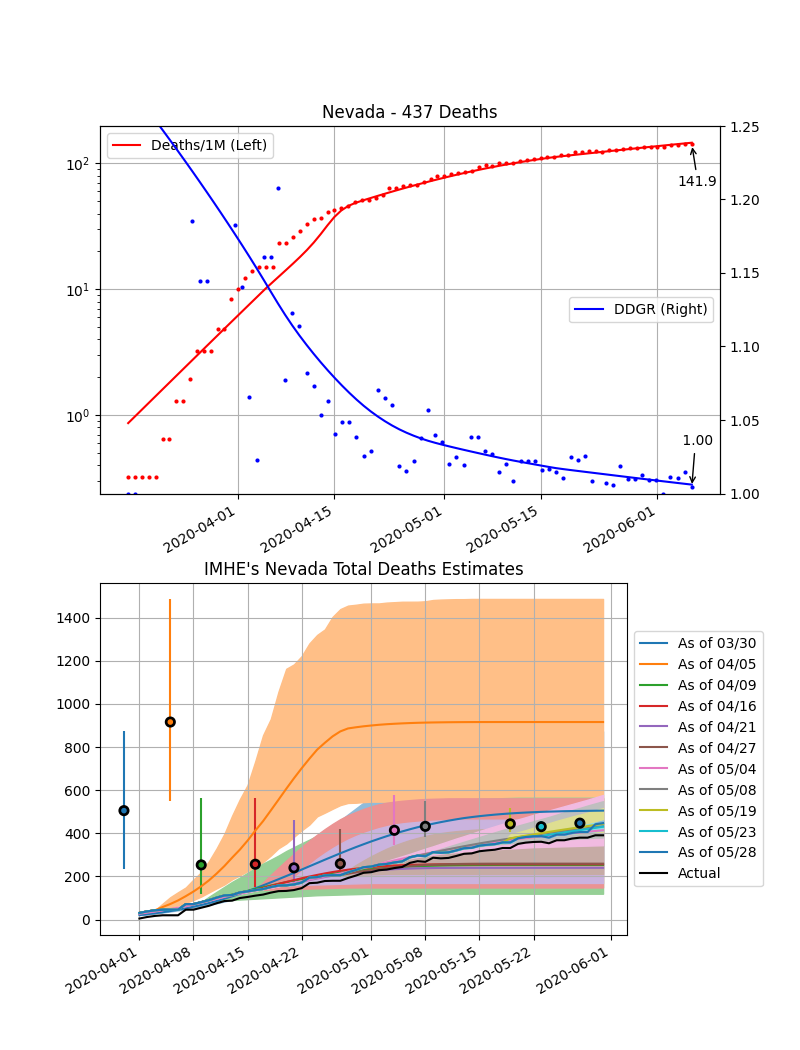 Nevada - 437 Deaths
Deaths/1M (Left)
DDGR (Right)
10²
10¹
10⁰
1.25
1.20
1.15
1.10
1.05
1.00
141.9
1.00
2020-04-01
2020-04-15
2020-05-01
2020-05-15
2020-06-01
IMHE's Nevada Total Deaths Estimates
1400
1200
1000
800
600
400
200
0
2020-04-01
2020-04-08
2020-04-15
2020-04-22
2020-05-01
2020-05-08
2020-05-15
2020-05-22
2020-06-01
As of 03/30
As of 04/05
As of 04/09
As of 04/16
As of 04/21
As of 04/27
As of 05/04
As of 05/08
As of 05/19
As of 05/23
As of 05/28
Actual